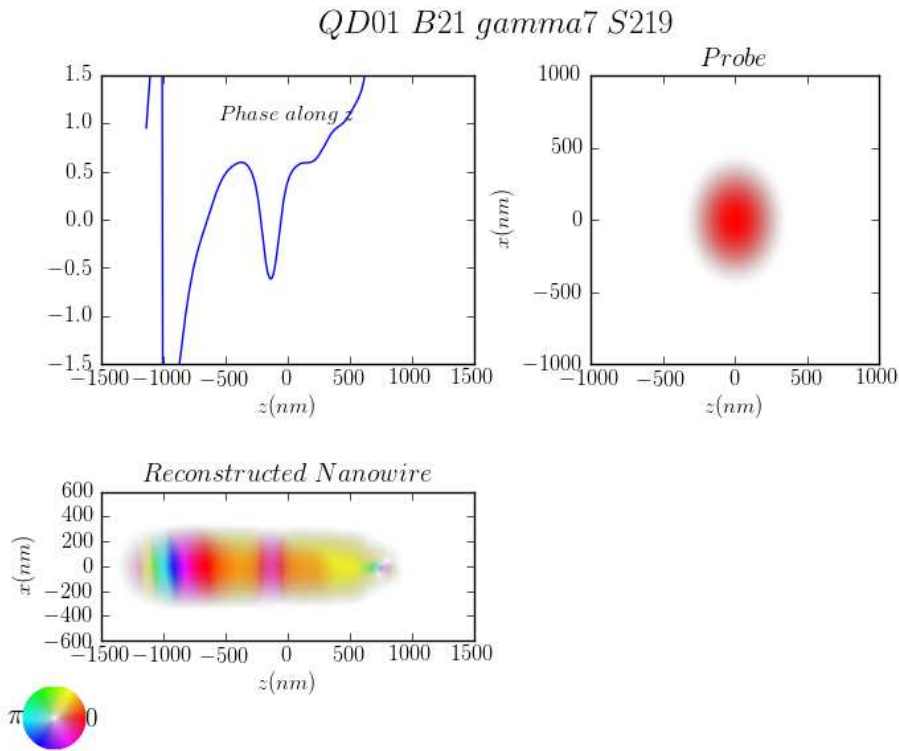 QD01 B21 gamma7 S219
Phase along z
1.5
1.0
0.5
0.0
−0.5
−1.0
−1.5
−1500 −1000 −500 0 500 1000 1500
z(nm)
Probe
1000
500
0
−500
−1000
x(nm)
−1000 −500 0 500 1000
z(nm)
Reconstructed Nanowire
600
400
200
0
−200
−400
−600
x(nm)
−1500 −1000 −500 0 500 1000 1500
z(nm)
π 0